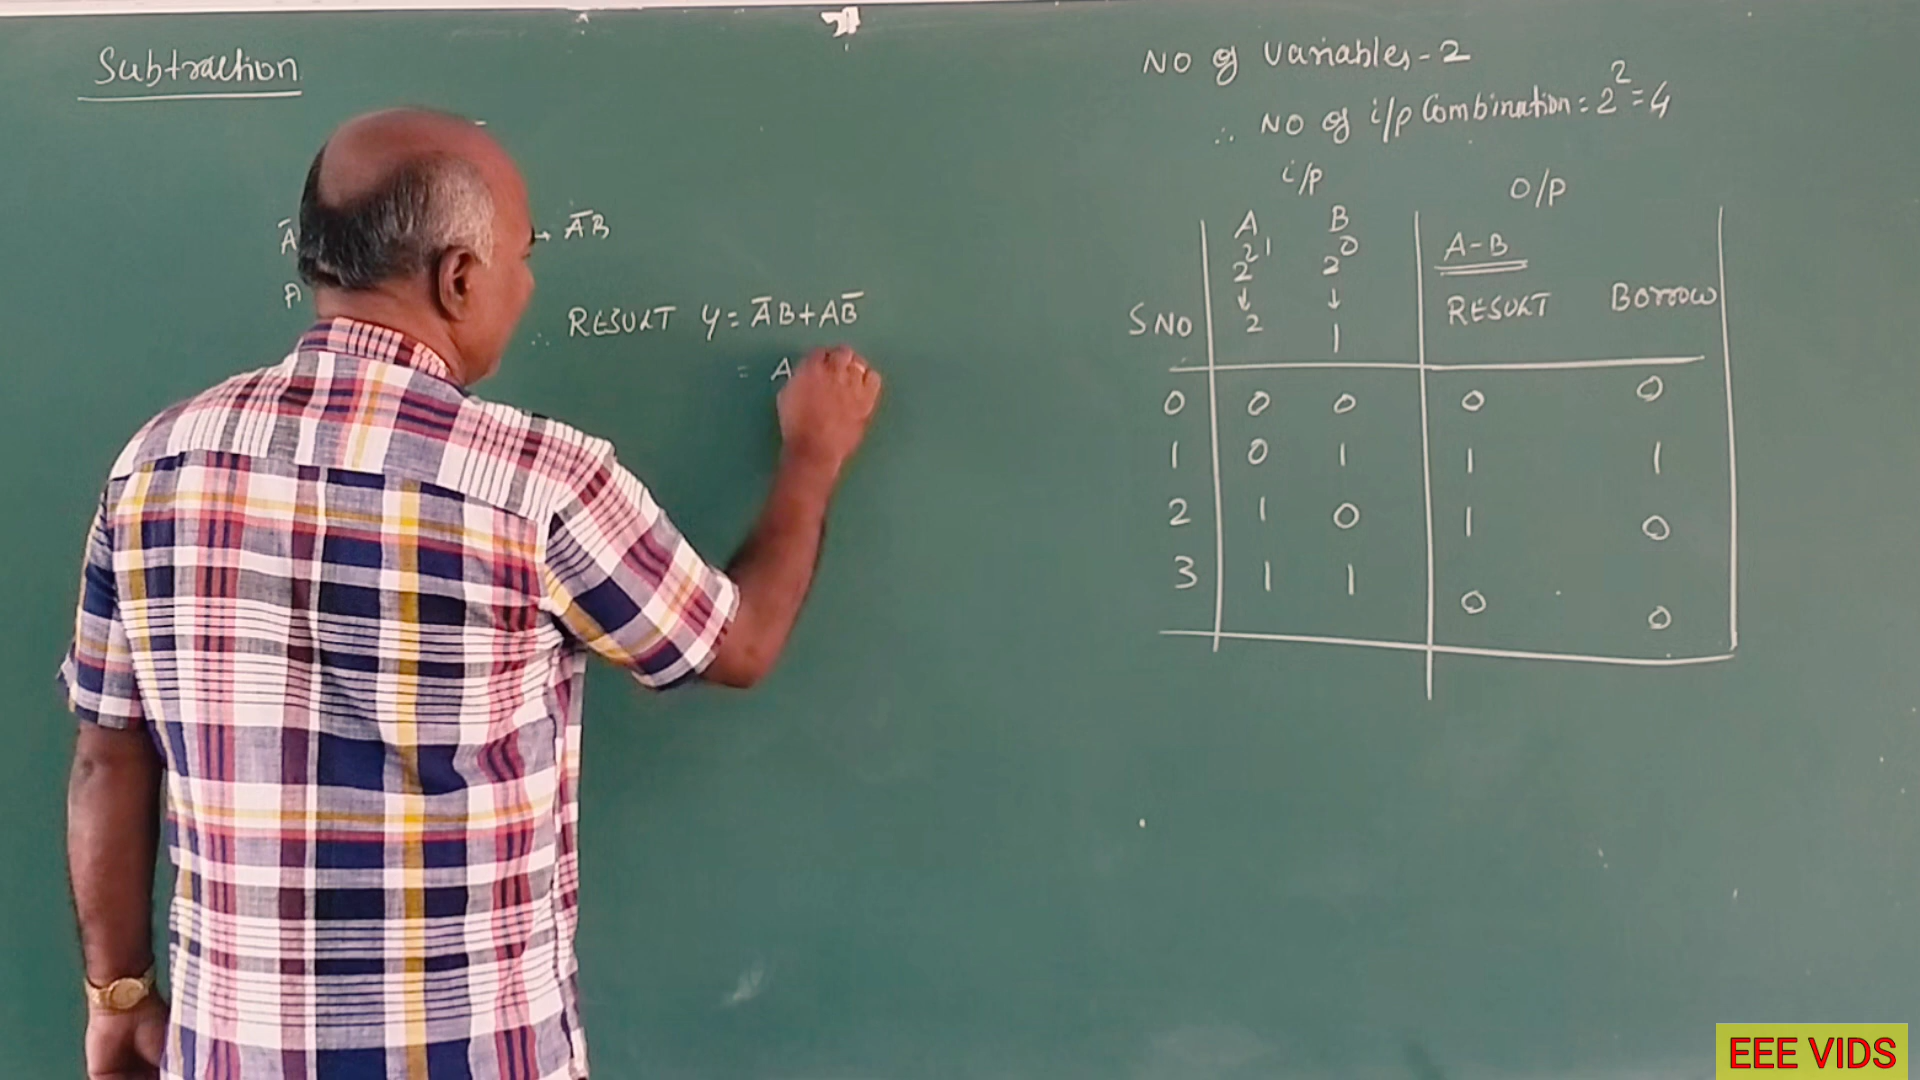 Subtraction
Ā
→ ĀB
A
∴ RESULT Y = ĀB + AB̄
= A
NO of variables - 2
∴ NO of i/p Combination = 2² = 4
i/p O/P
A B
2¹ 2⁰ A-B
↓ ↓
S NO 2 1 RESULT Borrow
0 0 0 0 0
1 0 1 1 1
2 1 0 1 0
3 1 1 0 0
EEE VIDS